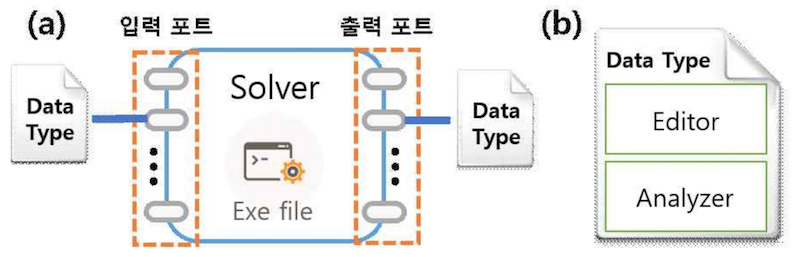 (a)
입력 포트
출력 포트
Data
Type
Solver
>-
Exe file
Data
Type
(b)
Data Type
Editor
Analyzer